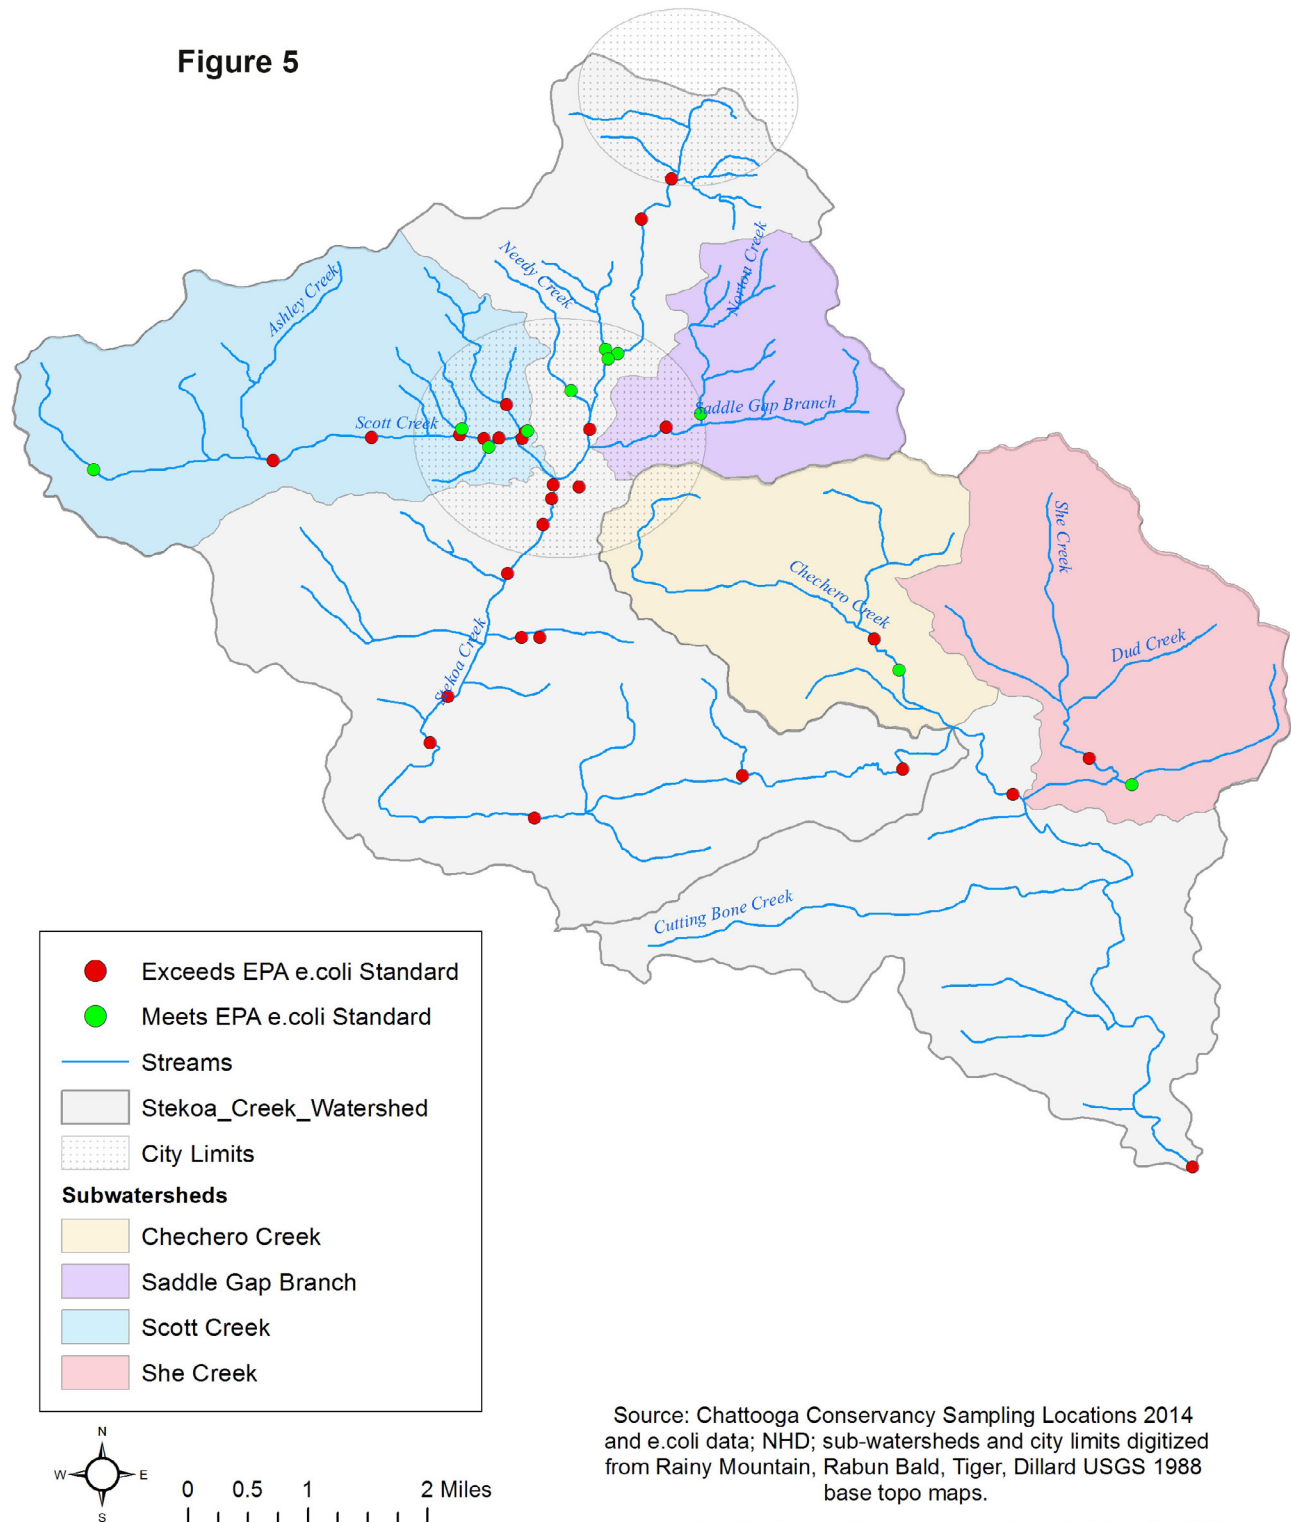 Figure 5
Needy Creek
Norton Creek
Ashley Creek
Scott Creek
Saddle Gap Branch
She Creek
Chechero Creek
Dud Creek
Stekoa Creek
Cutting Bone Creek
Exceeds EPA e.coli Standard
Meets EPA e.coli Standard
Streams
Stekoa_Creek_Watershed
City Limits
Subwatersheds
Chechero Creek
Saddle Gap Branch
Scott Creek
She Creek
N
W E
S
0 0.5 1 2 Miles
Source: Chattooga Conservancy Sampling Locations 2014
and e.coli data; NHD; sub-watersheds and city limits digitized
from Rainy Mountain, Rabun Bald, Tiger, Dillard USGS 1988
base topo maps.